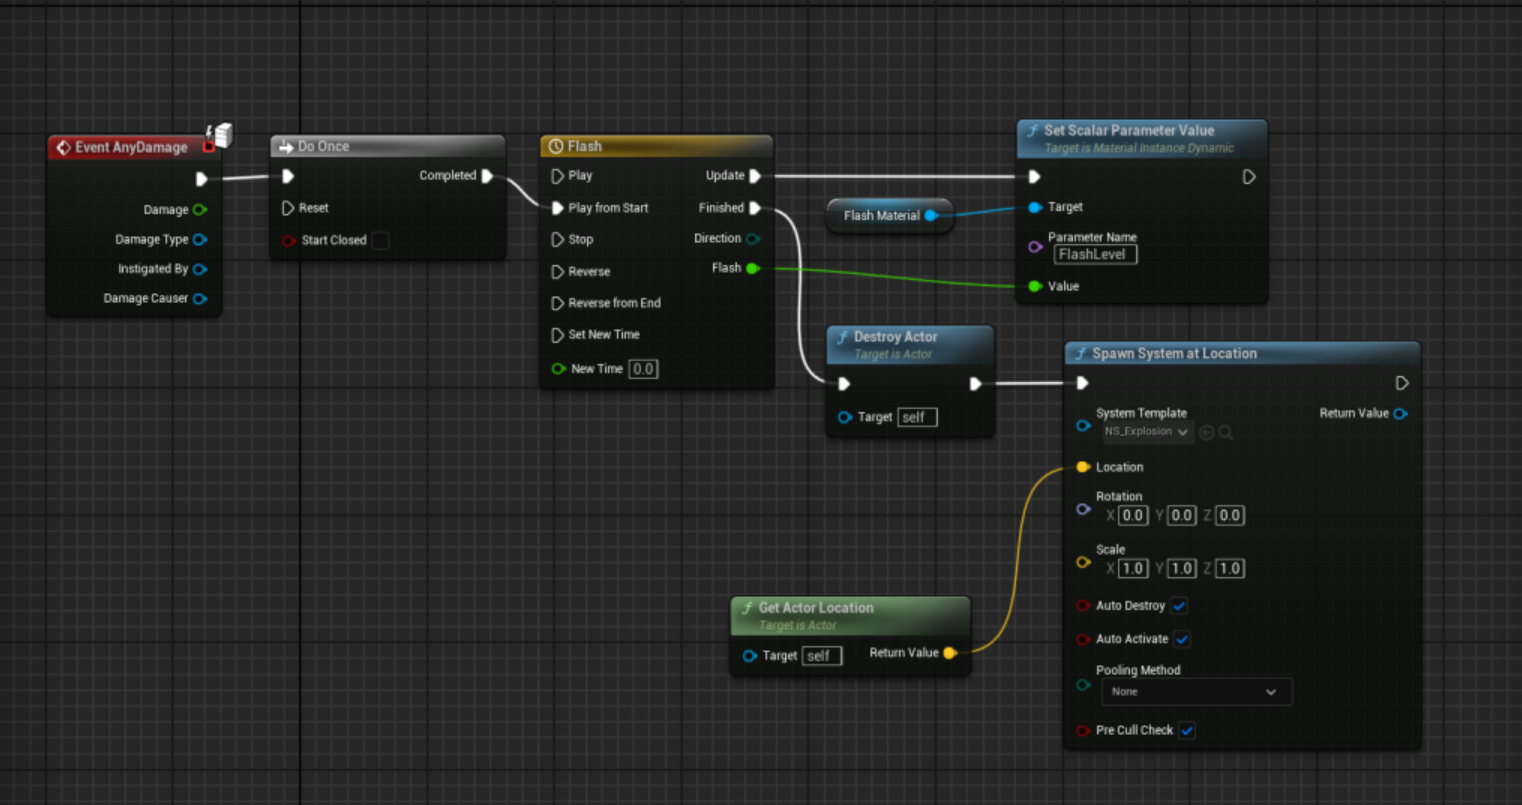 Event AnyDamage
Damage
Damage Type
Instigated By
Damage Causer
Do Once
Completed
Reset
Start Closed
Flash
Play
Update
Play from Start
Finished
Stop
Direction
Reverse
Flash
Reverse from End
Set New Time
New Time 0.0
Flash Material
Set Scalar Parameter Value
Target is Material Instance Dynamic
Target
Parameter Name
FlashLevel
Value
Destroy Actor
Target is Actor
Target self
Spawn System at Location
System Template
Return Value
NS_Explosion
Location
Rotation
X 0.0 Y 0.0 Z 0.0
Scale
X 1.0 Y 1.0 Z 1.0
Auto Destroy
Auto Activate
Pooling Method
None
Pre Cull Check
Get Actor Location
Target is Actor
Target self
Return Value